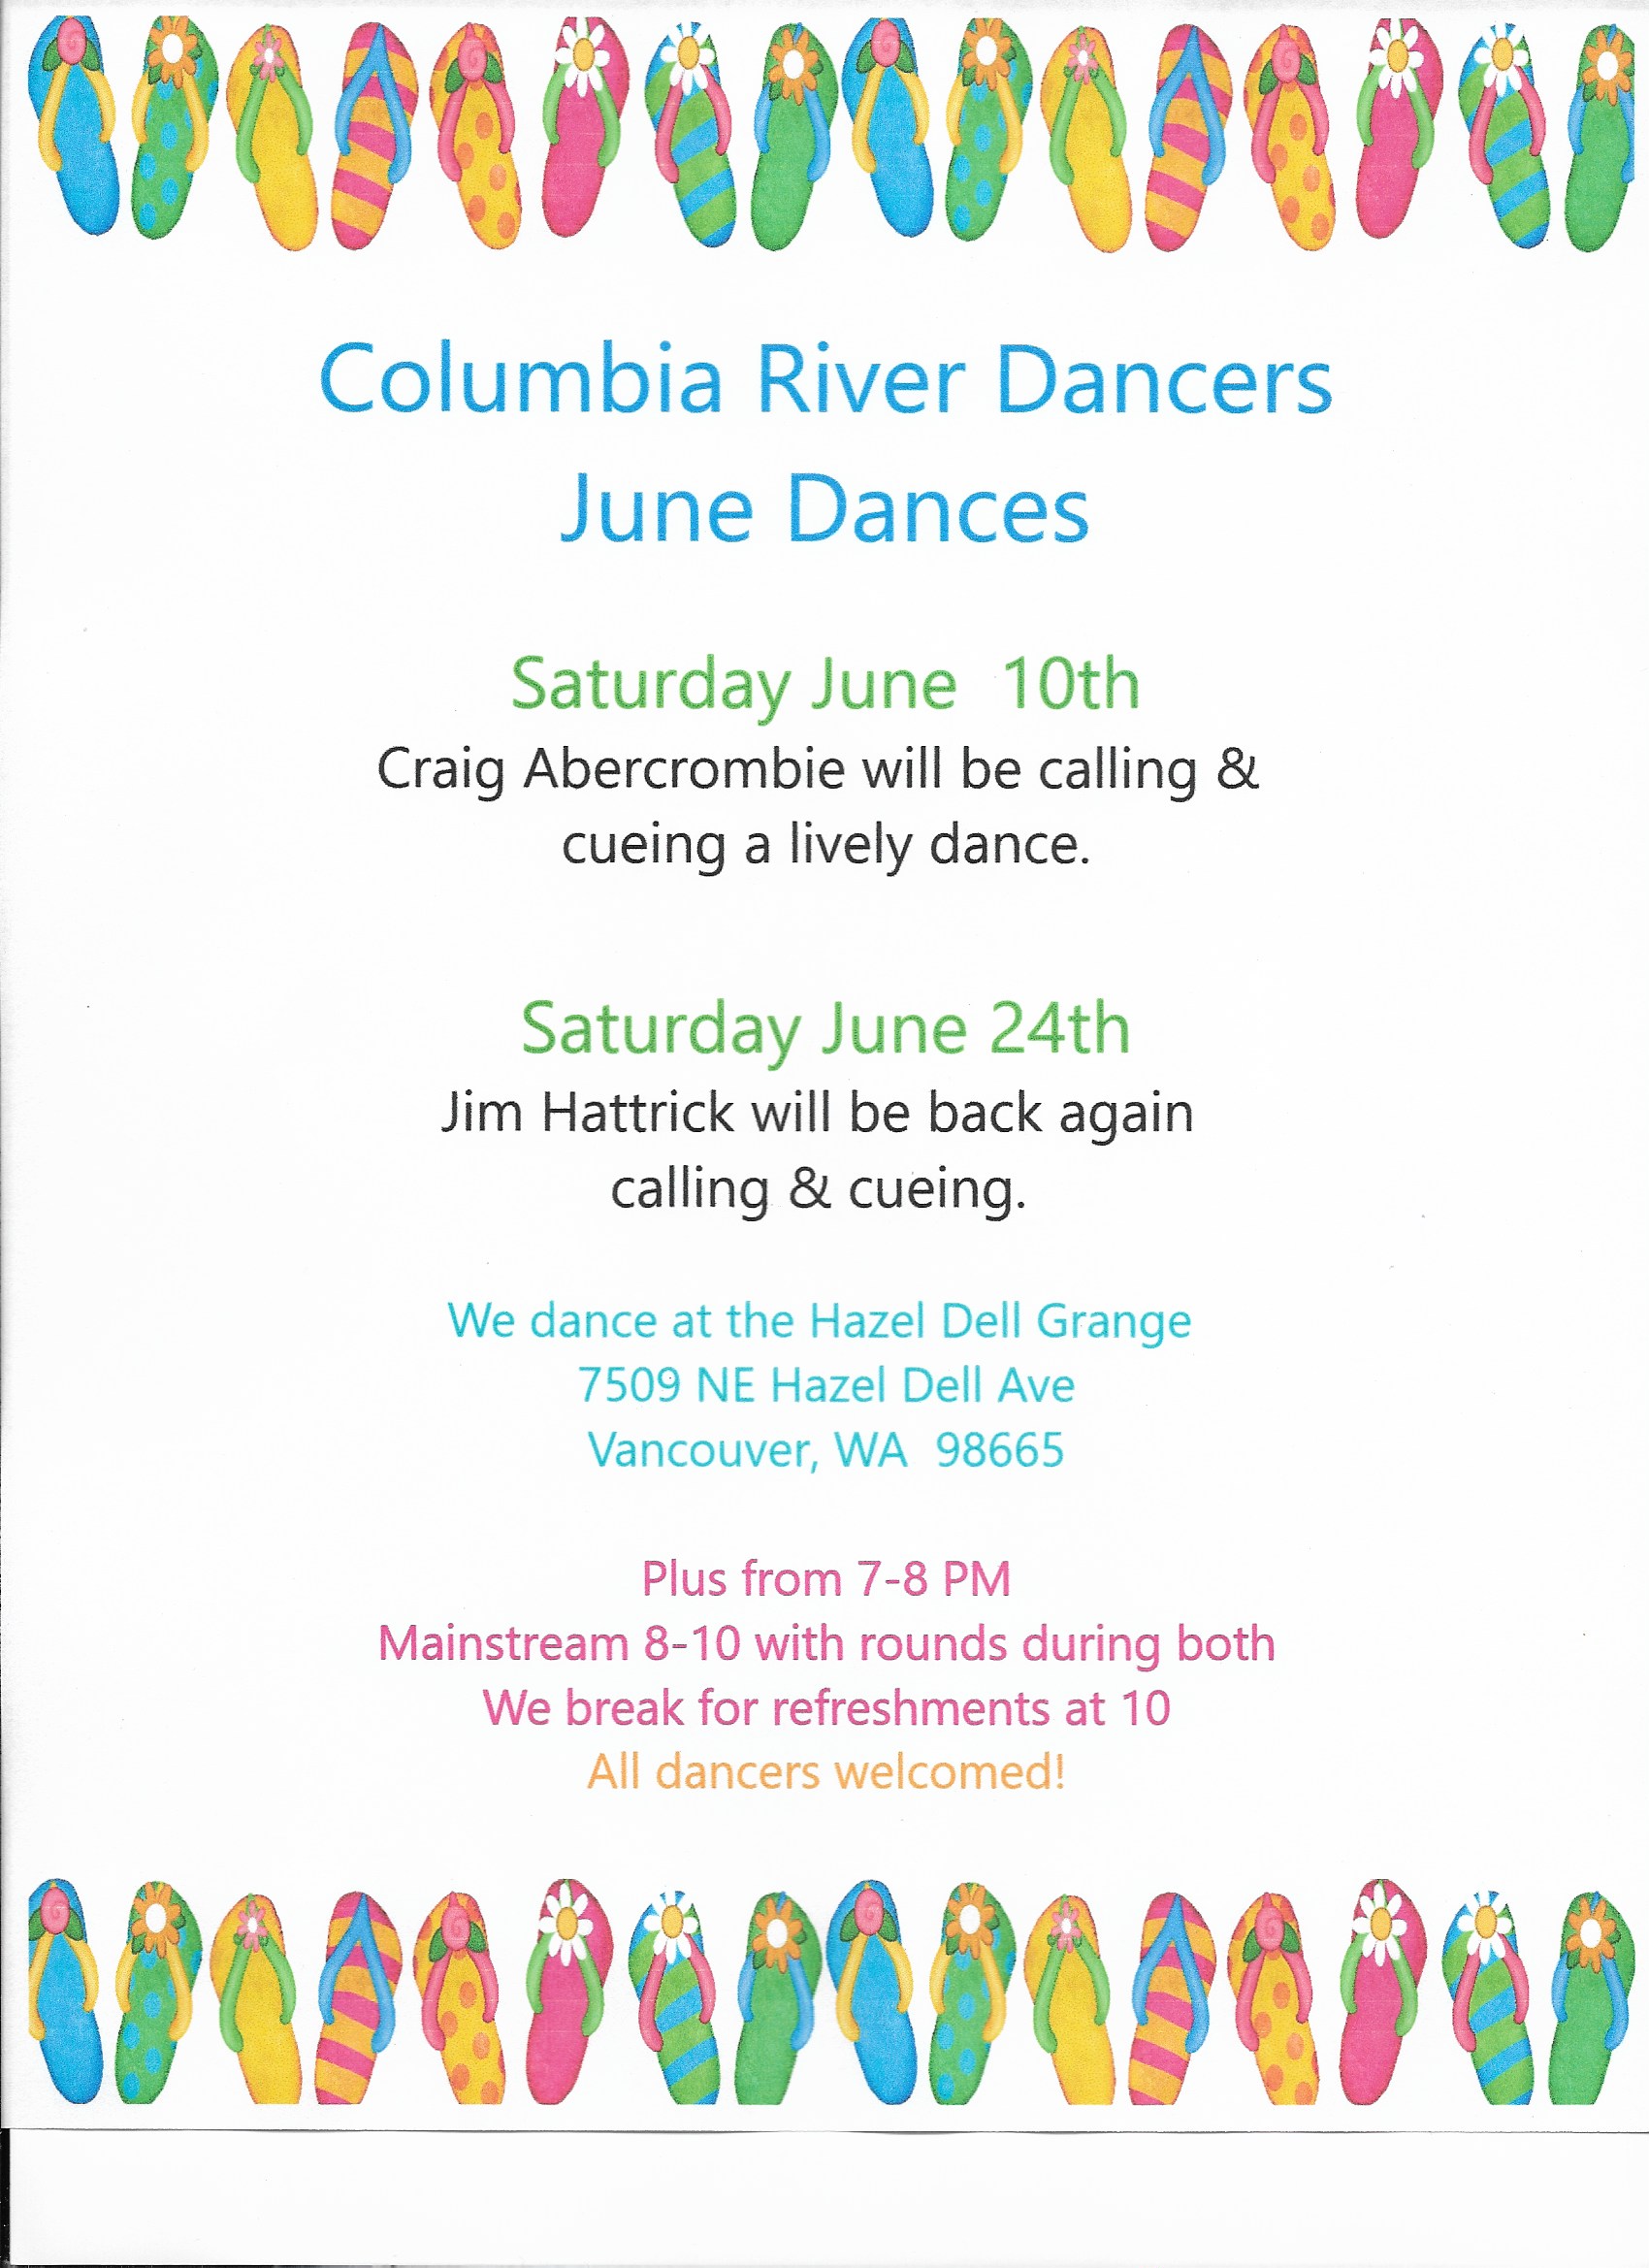 Columbia River Dancers
June Dances
Saturday June 10th
Craig Abercrombie will be calling &
cueing a lively dance.
Saturday June 24th
Jim Hattrick will be back again
calling & cueing.
We dance at the Hazel Dell Grange
7509 NE Hazel Dell Ave
Vancouver, WA 98665
Plus from 7-8 PM
Mainstream 8-10 with rounds during both
We break for refreshments at 10
All dancers welcomed!